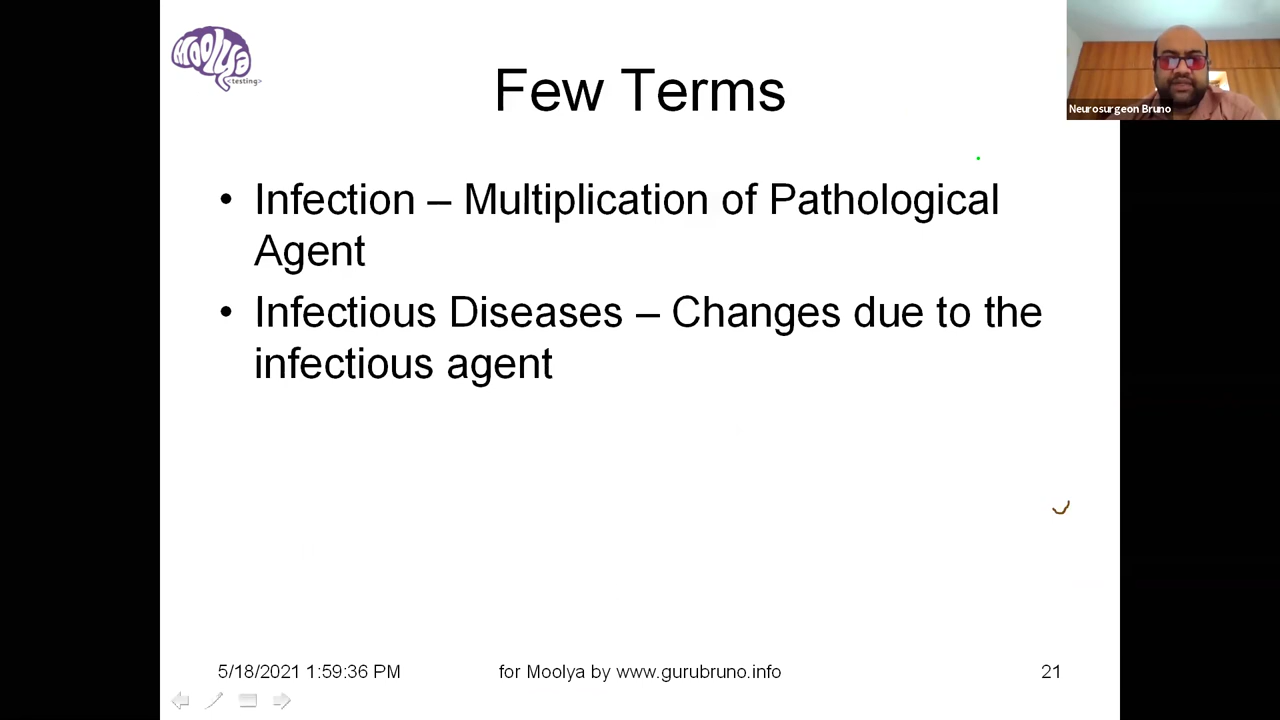 Moolya
<testing>
Few Terms
Neurosurgeon Bruno
• Infection – Multiplication of Pathological
Agent
• Infectious Diseases – Changes due to the
infectious agent
5/18/2021 1:59:36 PM
for Moolya by www.gurubruno.info
21